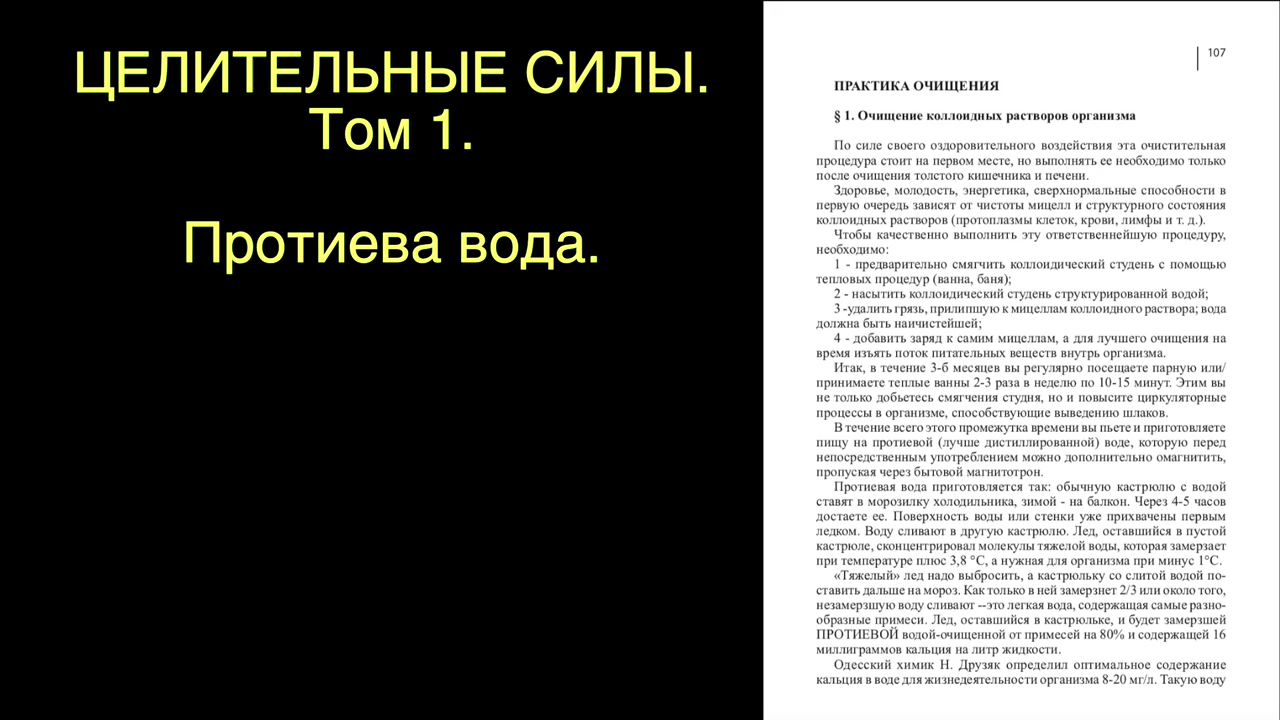 ЦЕЛИТЕЛЬНЫЕ СИЛЫ.
Том 1.
Протиева вода.
107
ПРАКТИКА ОЧИЩЕНИЯ
§ 1. Очищение коллоидных растворов организма
По силе своего оздоровительного воздействия эта очистительная
процедура стоит на первом месте, но выполнять ее необходимо только
после очищения толстого кишечника и печени.
Здоровье, молодость, энергетика, сверхнормальные способности в
первую очередь зависят от чистоты мицелл и структурного состояния
коллоидных растворов (протоплазмы клеток, крови, лимфы и т. д.).
Чтобы качественно выполнить эту ответственнейшую процедуру,
необходимо:
1 - предварительно смягчить коллоидический студень с помощью
тепловых процедур (ванна, баня);
2 - насытить коллоидический студень структурированной водой;
3 -удалить грязь, прилипшую к мицеллам коллоидного раствора; вода
должна быть наичистейшей;
4 - добавить заряд к самим мицеллам, а для лучшего очищения на
время изъять поток питательных веществ внутрь организма.
Итак, в течение 3-б месяцев вы регулярно посещаете парную или/
принимаете теплые ванны 2-3 раза в неделю по 10-15 минут. Этим вы
не только добьетесь смягчения студня, но и повысите циркуляторные
процессы в организме, способствующие выведению шлаков.
В течение всего этого промежутка времени вы пьете и приготовляете
пищу на протиевой (лучше дистиллированной) воде, которую перед
непосредственным употреблением можно дополнительно омагнитить,
пропуская через бытовой магнитотрон.
Протиевая вода приготовляется так: обычную кастрюлю с водой
ставят в морозилку холодильника, зимой - на балкон. Через 4-5 часов
достаете ее. Поверхность воды или стенки уже прихвачены первым
ледком. Воду сливают в другую кастрюлю. Лед, оставшийся в пустой
кастрюле, сконцентрировал молекулы тяжелой воды, которая замерзает
при температуре плюс 3,8 °С, а нужная для организма при минус 1°С.
«Тяжелый» лед надо выбросить, а кастрюльку со слитой водой по-
ставить дальше на мороз. Как только в ней замерзнет 2/3 или около того,
незамерзшую воду сливают --это легкая вода, содержащая самые разно-
образные примеси. Лед, оставшийся в кастрюльке, и будет замерзшей
ПРОТИЕВОЙ водой-очищенной от примесей на 80% и содержащей 16
миллиграммов кальция на литр жидкости.
Одесский химик Н. Друзяк определил оптимальное содержание
кальция в воде для жизнедеятельности организма 8-20 мг/л. Такую воду